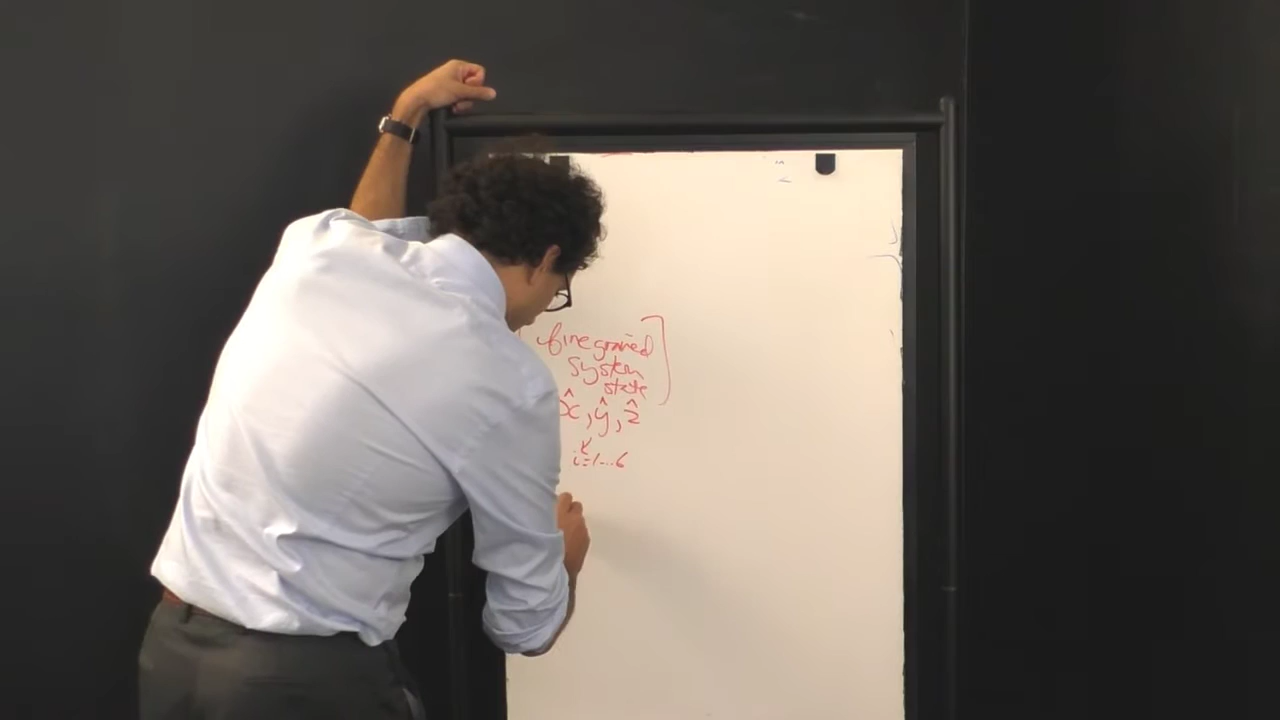 fine grained
system
state
x̂, ŷ, ẑ
i=1...6